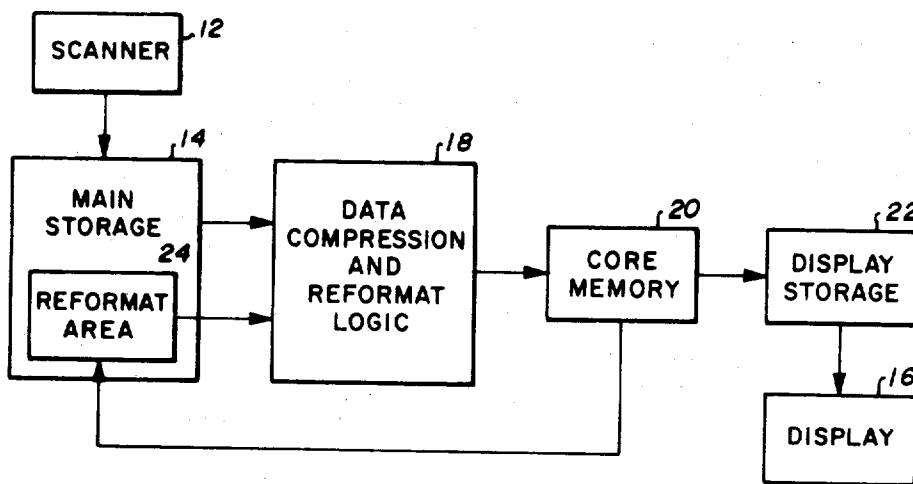 SCANNER
12
14
MAIN
STORAGE
24
REFORMAT
AREA
18
DATA
COMPRESSION
AND
REFORMAT
LOGIC
20
CORE
MEMORY
22
DISPLAY
STORAGE
16
DISPLAY